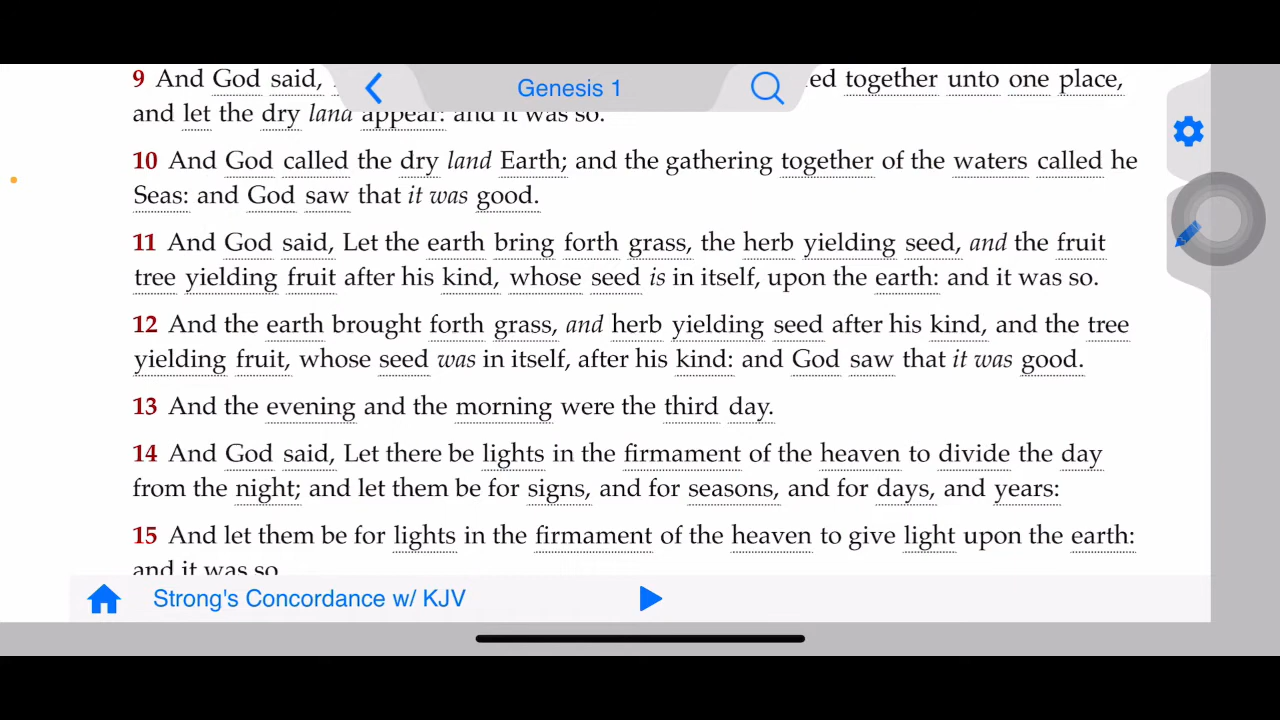 Genesis 1
9 And God said, ed together unto one place,
and let the dry land appear: and it was so.
10 And God called the dry land Earth; and the gathering together of the waters called he
Seas: and God saw that it was good.
11 And God said, Let the earth bring forth grass, the herb yielding seed, and the fruit
tree yielding fruit after his kind, whose seed is in itself, upon the earth: and it was so.
12 And the earth brought forth grass, and herb yielding seed after his kind, and the tree
yielding fruit, whose seed was in itself, after his kind: and God saw that it was good.
13 And the evening and the morning were the third day.
14 And God said, Let there be lights in the firmament of the heaven to divide the day
from the night; and let them be for signs, and for seasons, and for days, and years:
15 And let them be for lights in the firmament of the heaven to give light upon the earth:
and it was so
Strong's Concordance w/ KJV